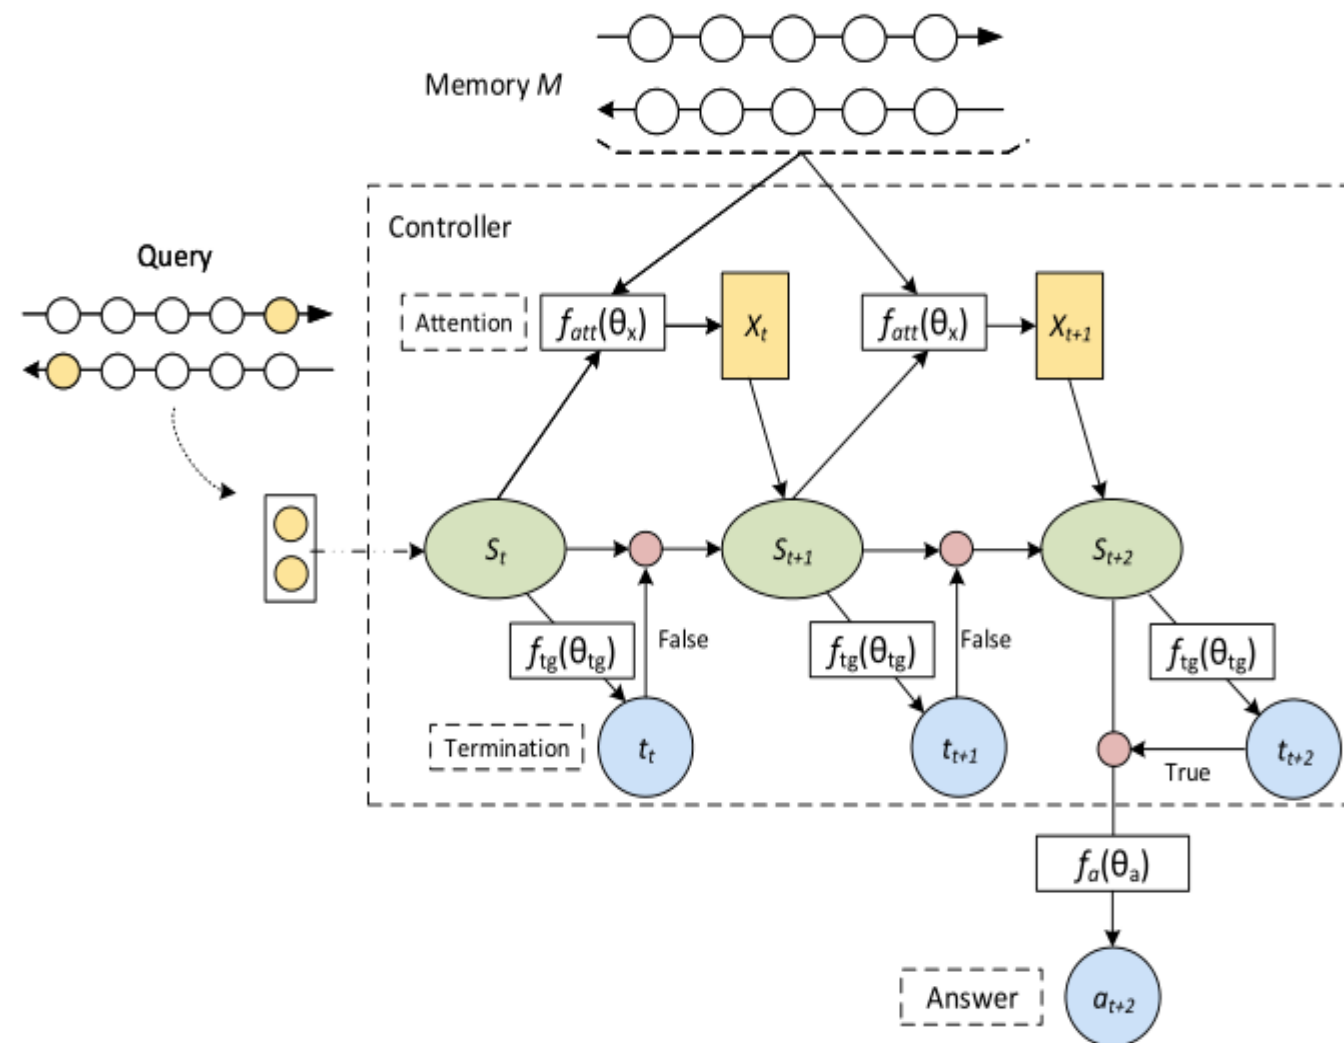 Memory M
Controller
Query
Attention
f_att(θ_x)
X_t
f_att(θ_x)
X_t+1
S_t
S_t+1
S_t+2
f_tg(θ_tg)
False
f_tg(θ_tg)
False
f_tg(θ_tg)
Termination
t_t
t_t+1
True
t_t+2
f_a(θ_a)
Answer
a_t+2